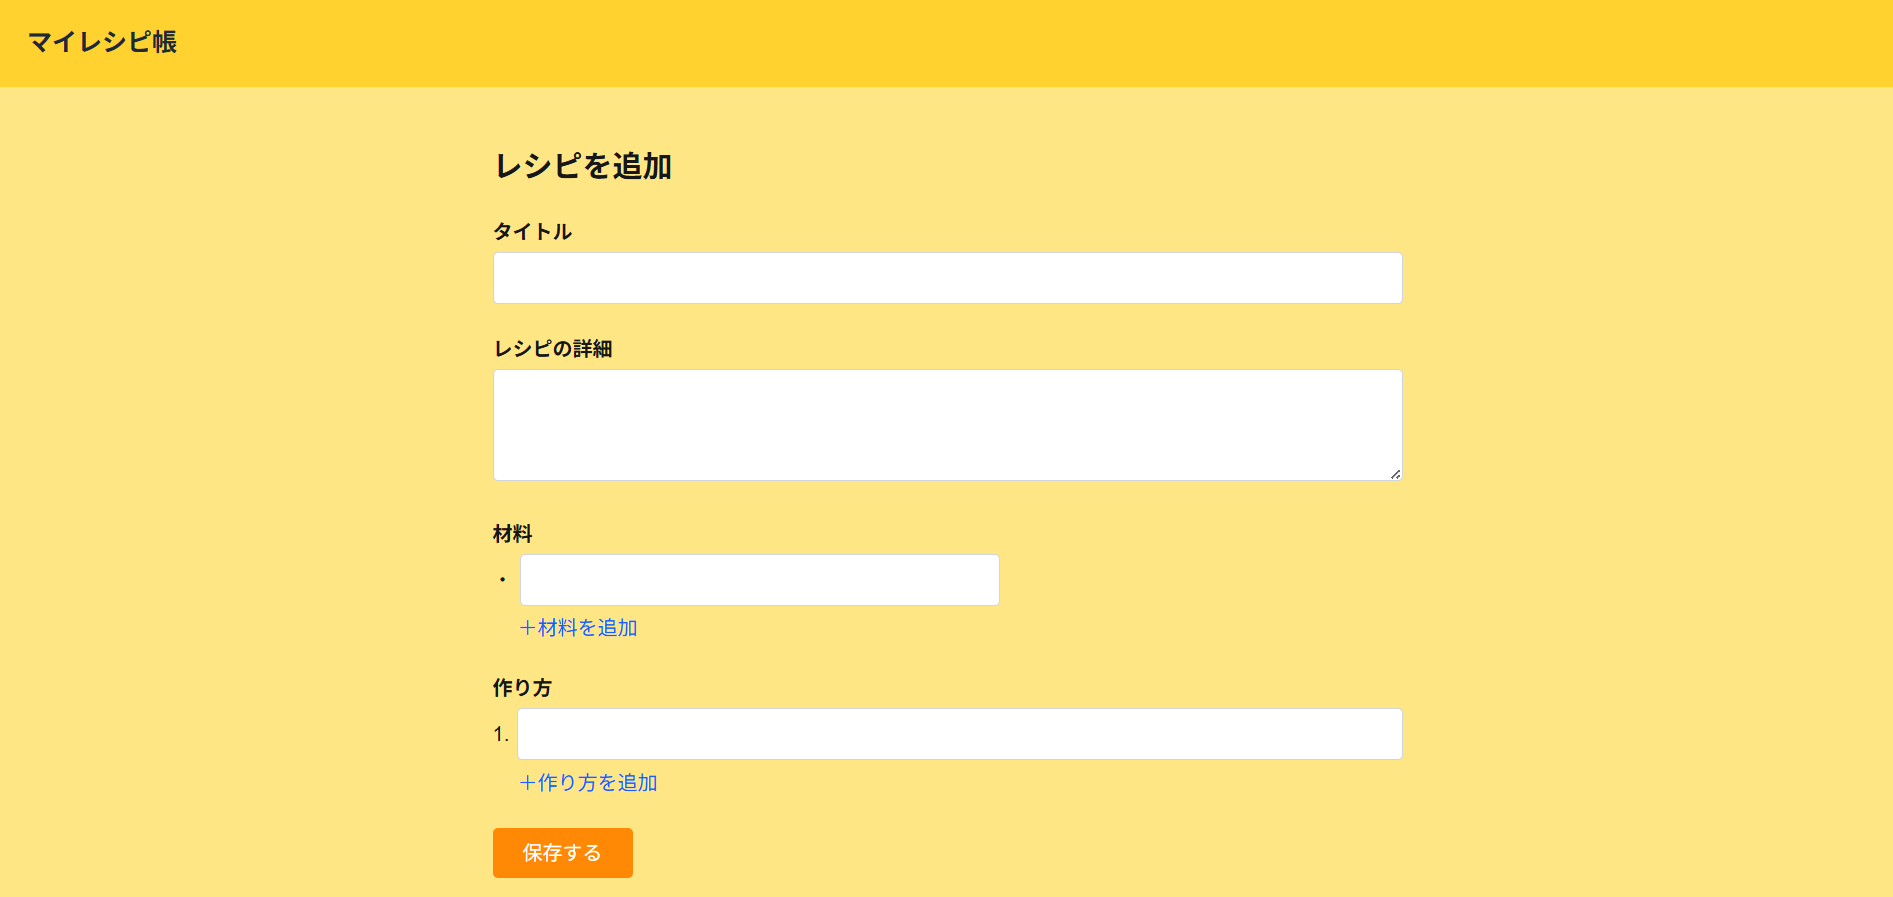 マイレシピ帳
レシピを追加
タイトル
レシピの詳細
材料
・
＋材料を追加
作り方
1.
＋作り方を追加
保存する